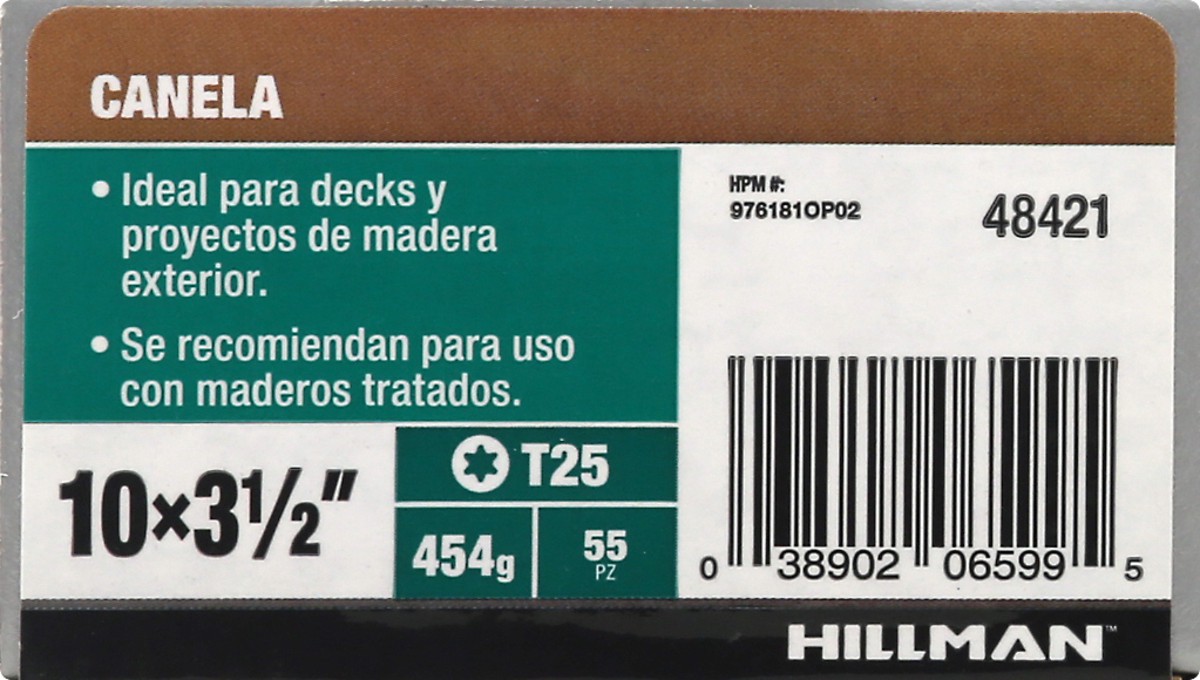 CANELA
• Ideal para decks y
proyectos de madera
exterior.
• Se recomiendan para uso
con maderos tratados.
HPM #:
976181OP02
48421
10×3½"
T25
454g
55
PZ
0 38902 06599 5
HILLMAN™